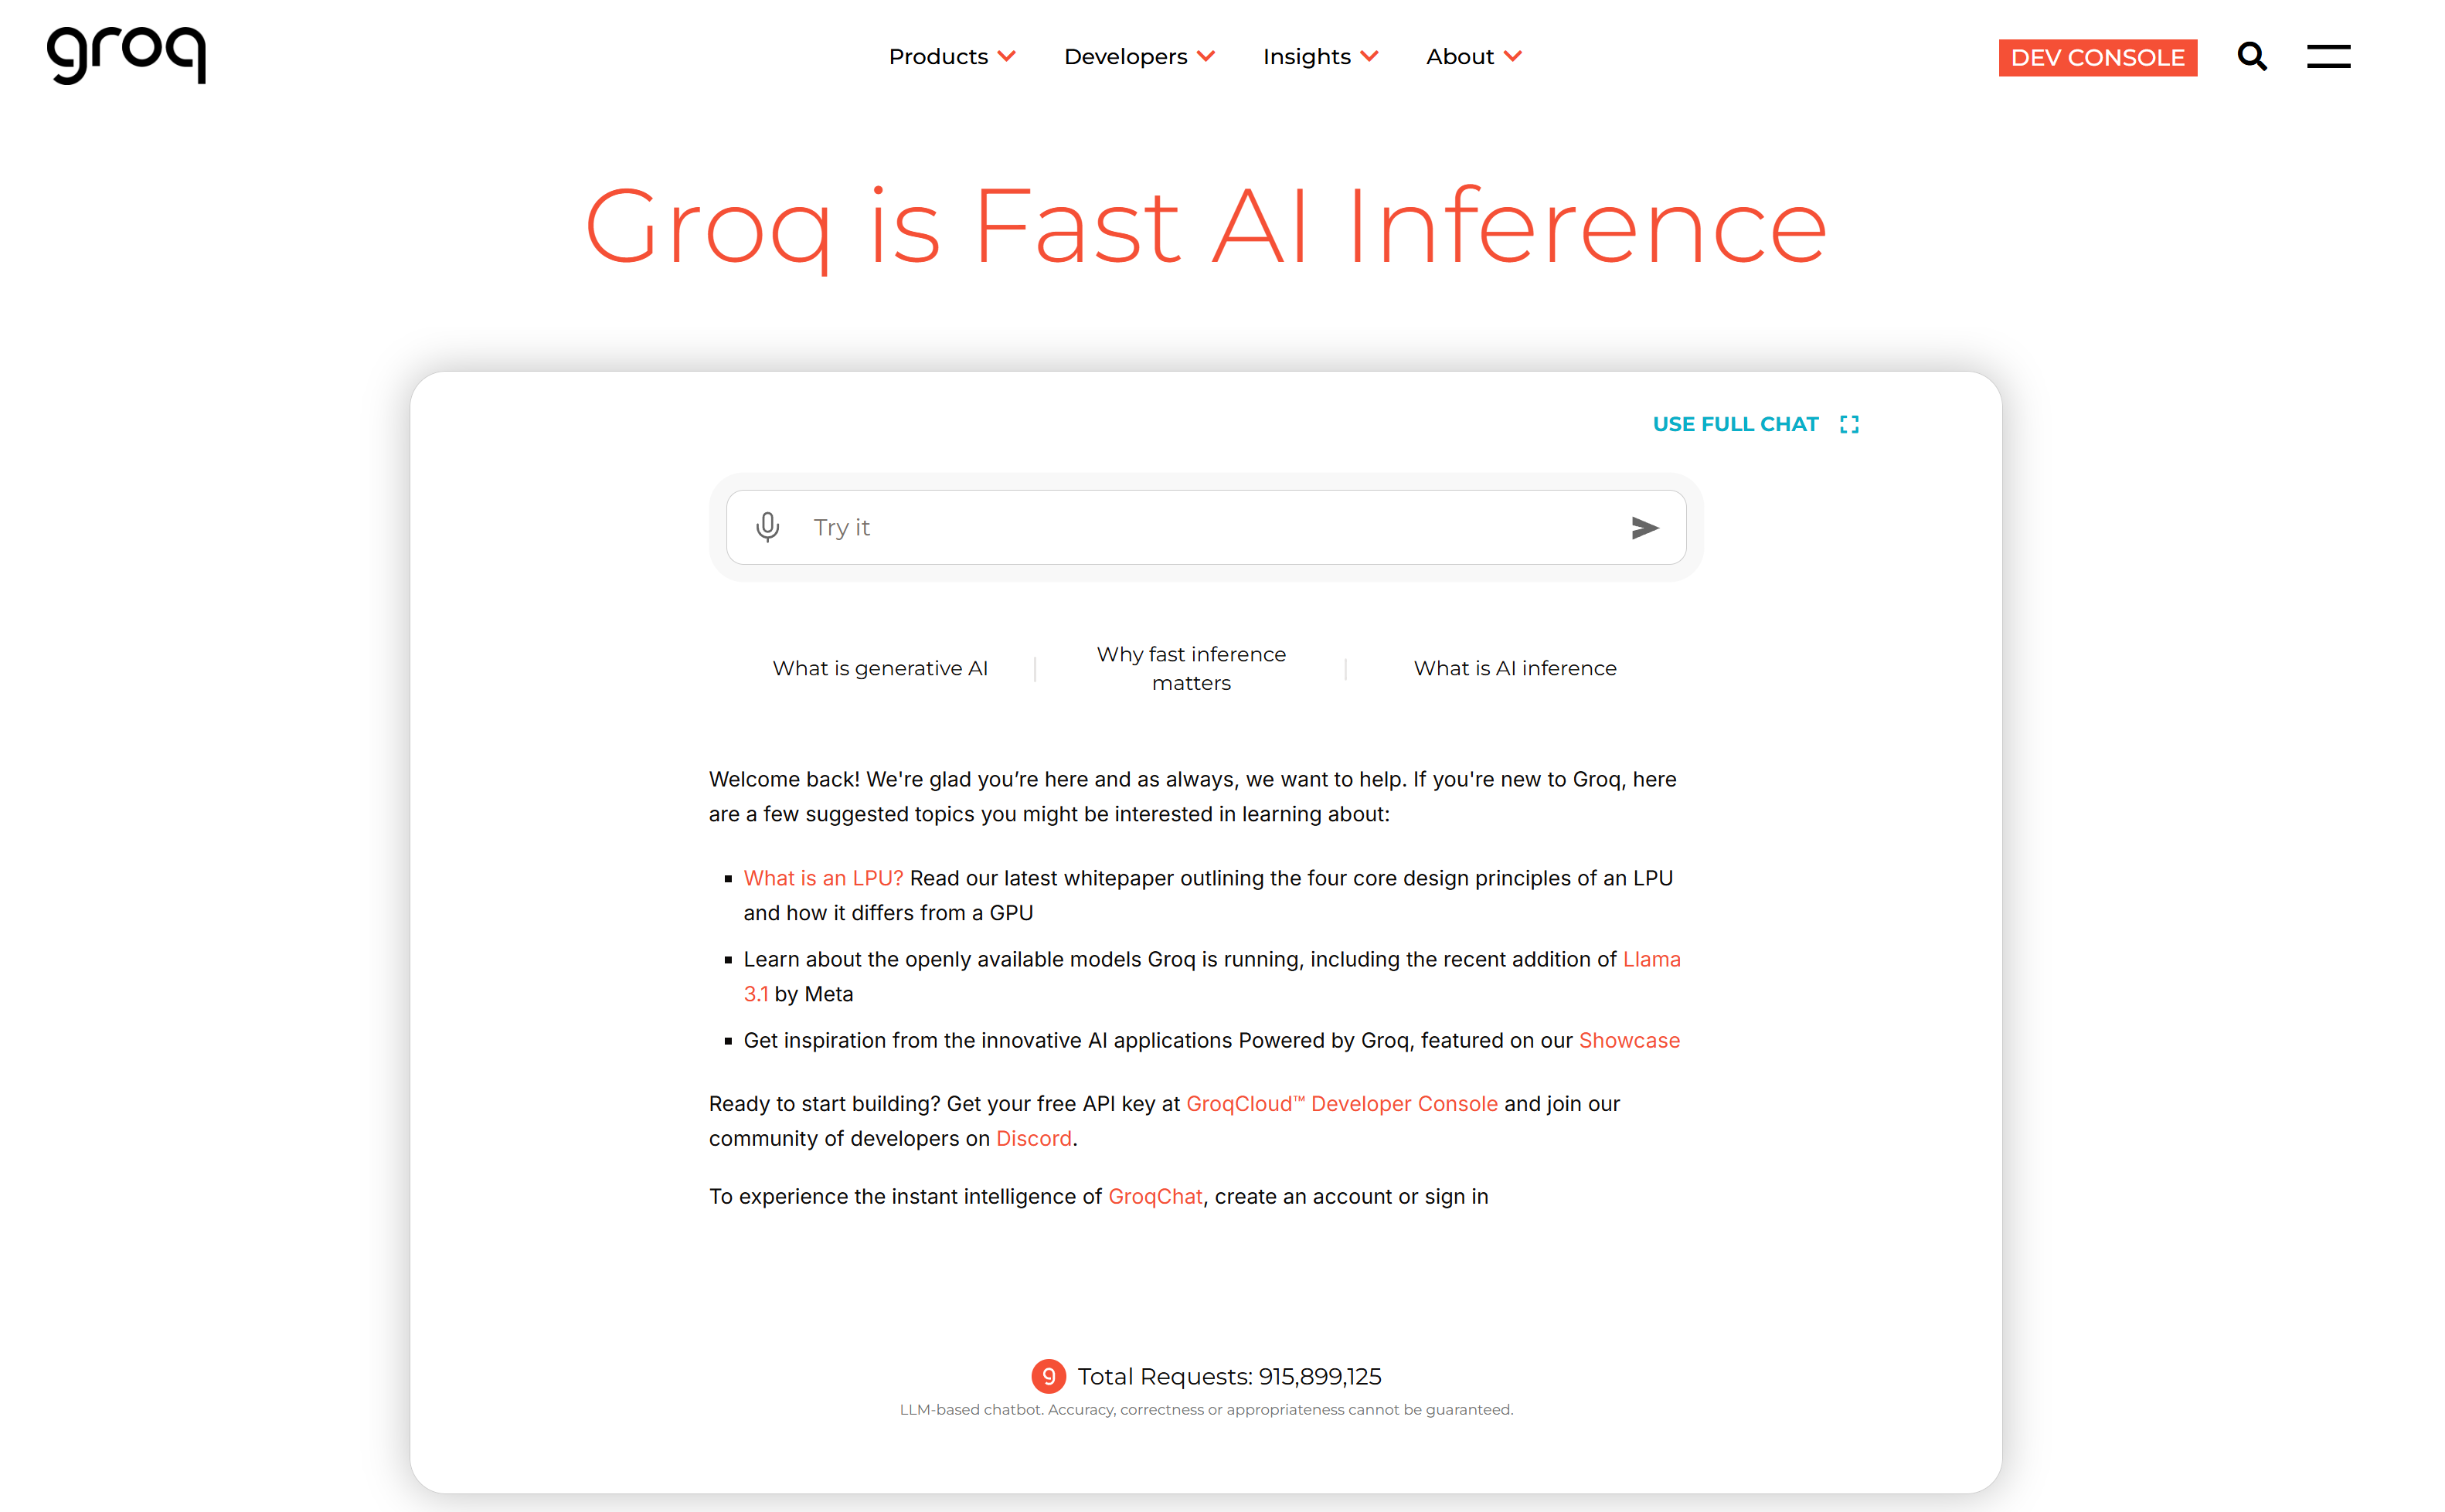 groq
Products
Developers
Insights
About
DEV CONSOLE
Groq is Fast AI Inference
USE FULL CHAT
Try it
What is generative AI
Why fast inference
matters
What is AI inference
Welcome back! We're glad you’re here and as always, we want to help. If you're new to Groq, here
are a few suggested topics you might be interested in learning about:
What is an LPU? Read our latest whitepaper outlining the four core design principles of an LPU
and how it differs from a GPU
Learn about the openly available models Groq is running, including the recent addition of Llama
3.1 by Meta
Get inspiration from the innovative AI applications Powered by Groq, featured on our Showcase
Ready to start building? Get your free API key at GroqCloud™ Developer Console and join our
community of developers on Discord.
To experience the instant intelligence of GroqChat, create an account or sign in
g Total Requests: 915,899,125
LLM-based chatbot. Accuracy, correctness or appropriateness cannot be guaranteed.